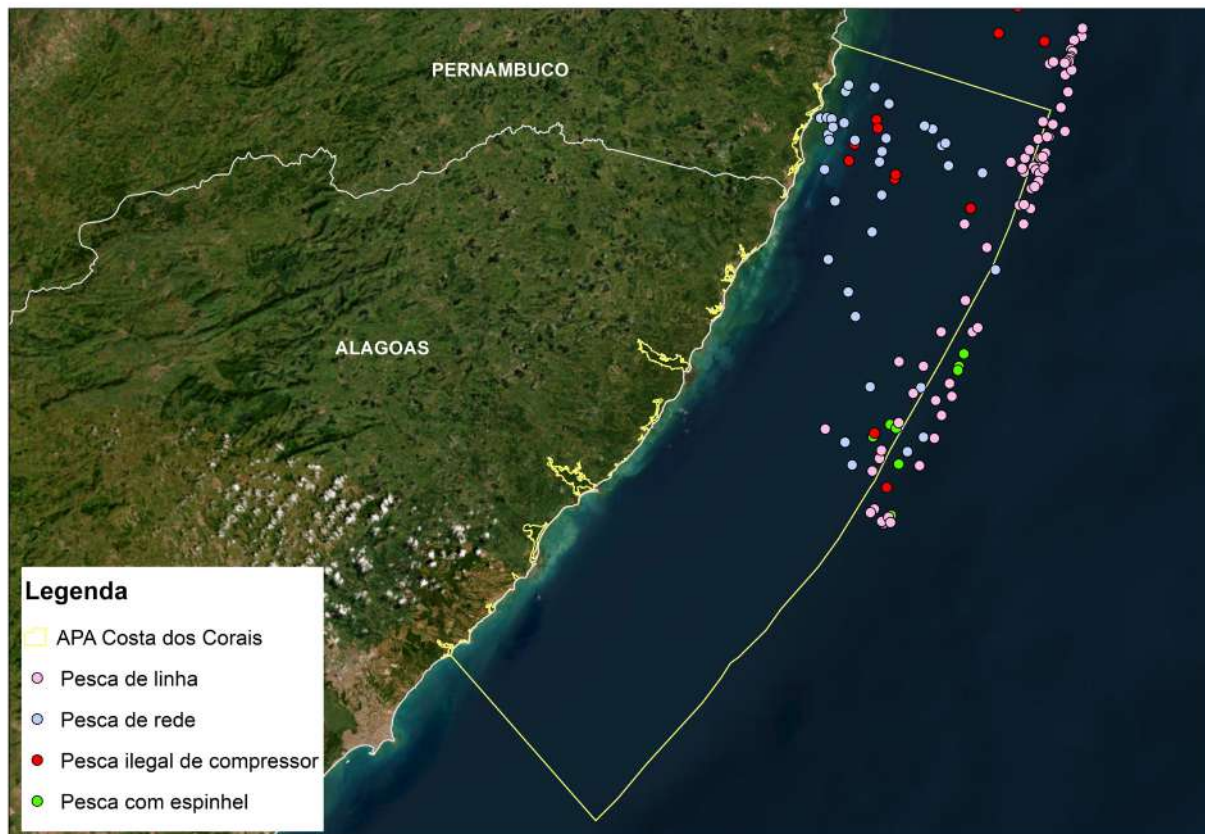 PERNAMBUCO
ALAGOAS
Legenda
APA Costa dos Corais
Pesca de linha
Pesca de rede
Pesca ilegal de compressor
Pesca com espinhel